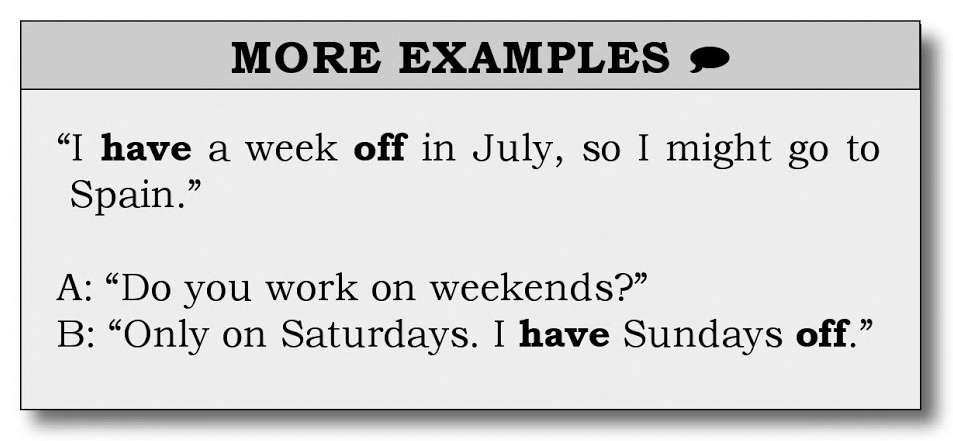 MORE EXAMPLES
“I have a week off in July, so I might go to
Spain.”
A: “Do you work on weekends?”
B: “Only on Saturdays. I have Sundays off.”